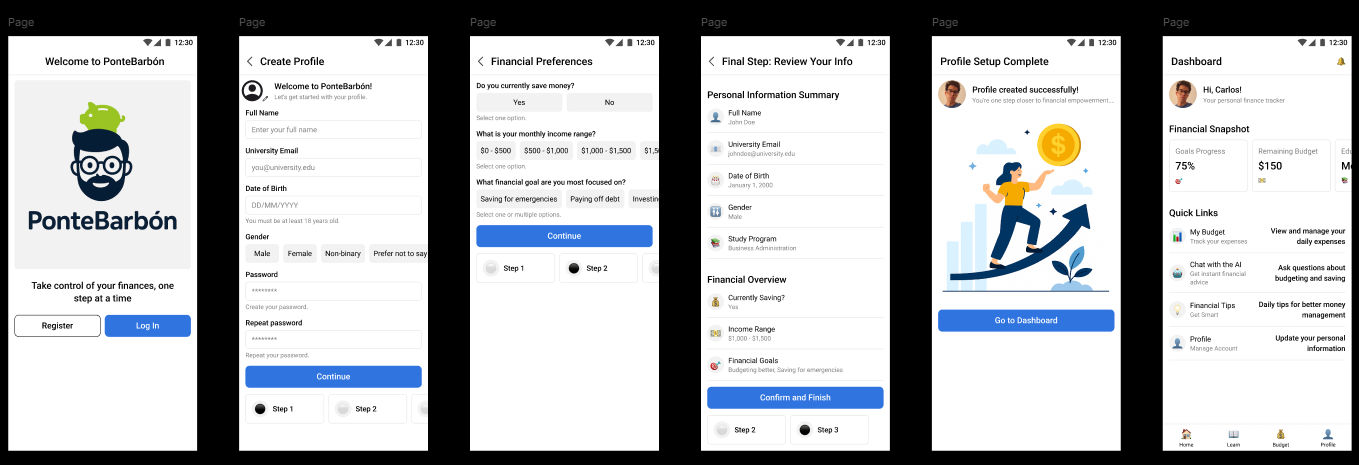 Page
12:30
Welcome to PonteBarbón
PonteBarbón
Take control of your finances, one
step at a time
Register
Log In
Page
12:30
Create Profile
Welcome to PonteBarbón!
Let's get started with your profile.
Full Name
Enter your full name
University Email
you@university.edu
Date of Birth
DD/MM/YYYY
You must be at least 18 years old.
Gender
Male Female Non-binary Prefer not to say
Password
********
Create your password.
Repeat password
********
Repeat your password.
Continue
Step 1 Step 2
Page
12:30
Financial Preferences
Do you currently save money?
Yes No
Select one option.
What is your monthly income range?
$0 - $500 $500 - $1,000 $1,000 - $1,500 $1,5
Select one option.
What financial goal are you most focused on?
Saving for emergencies Paying off debt Investin
Select one or multiple options.
Continue
Step 1 Step 2
Page
12:30
Final Step: Review Your Info
Personal Information Summary
Full Name
John Doe
University Email
johndoe@university.edu
Date of Birth
January 1, 2000
Gender
Male
Study Program
Business Administration
Financial Overview
Currently Saving?
Yes
Income Range
$1,000 - $1,500
Financial Goals
Budgeting better, Saving for emergencies
Confirm and Finish
Step 2 Step 3
Page
12:30
Profile Setup Complete
Profile created successfully!
You're one step closer to financial empowerment...
$
Go to Dashboard
Page
12:30
Dashboard
Hi, Carlos!
Your personal finance tracker
Financial Snapshot
Goals Progress
75%
Remaining Budget
$150
Edu
Mo
Quick Links
My Budget
Track your expenses
View and manage your
daily expenses
Chat with the AI
Get instant financial
advice
Ask questions about
budgeting and saving
Financial Tips
Get Smart
Daily tips for better money
management
Profile
Manage Account
Update your personal
information
Home Learn Budget Profile